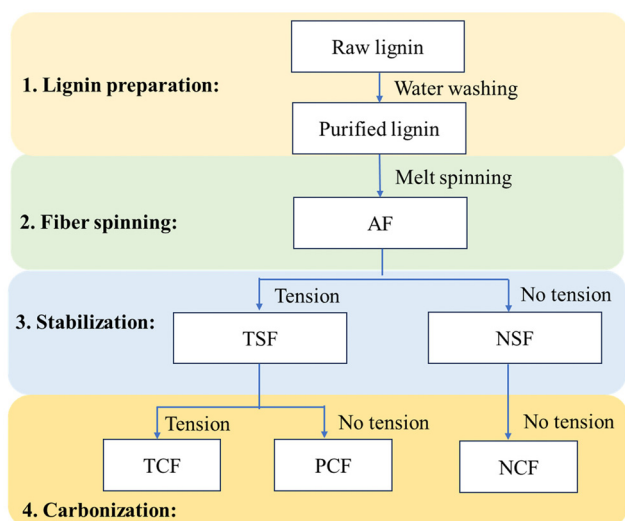 Raw lignin
1. Lignin preparation:
Water washing
Purified lignin
Melt spinning
2. Fiber spinning:
AF
Tension
No tension
3. Stabilization:
TSF
NSF
Tension
No tension
No tension
TCF
PCF
NCF
4. Carbonization: